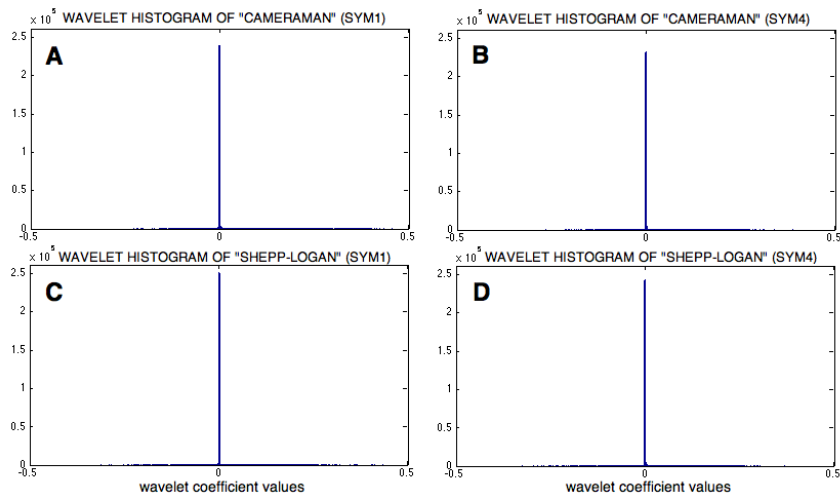 × 10 5 WAVELET HISTOGRAM OF "CAMERAMAN" (SYM1)
A
2.5
2
1.5
1
0.5
0
-0.5 0 0.5
× 10 5 WAVELET HISTOGRAM OF "CAMERAMAN" (SYM4)
B
2.5
2
1.5
1
0.5
0
-0.5 0 0.5
× 10 5 WAVELET HISTOGRAM OF "SHEPP-LOGAN" (SYM1)
C
2.5
2
1.5
1
0.5
0
-0.5 0 0.5
wavelet coefficient values
× 10 5 WAVELET HISTOGRAM OF "SHEPP-LOGAN" (SYM4)
D
2.5
2
1.5
1
0.5
0
-0.5 0 0.5
wavelet coefficient values